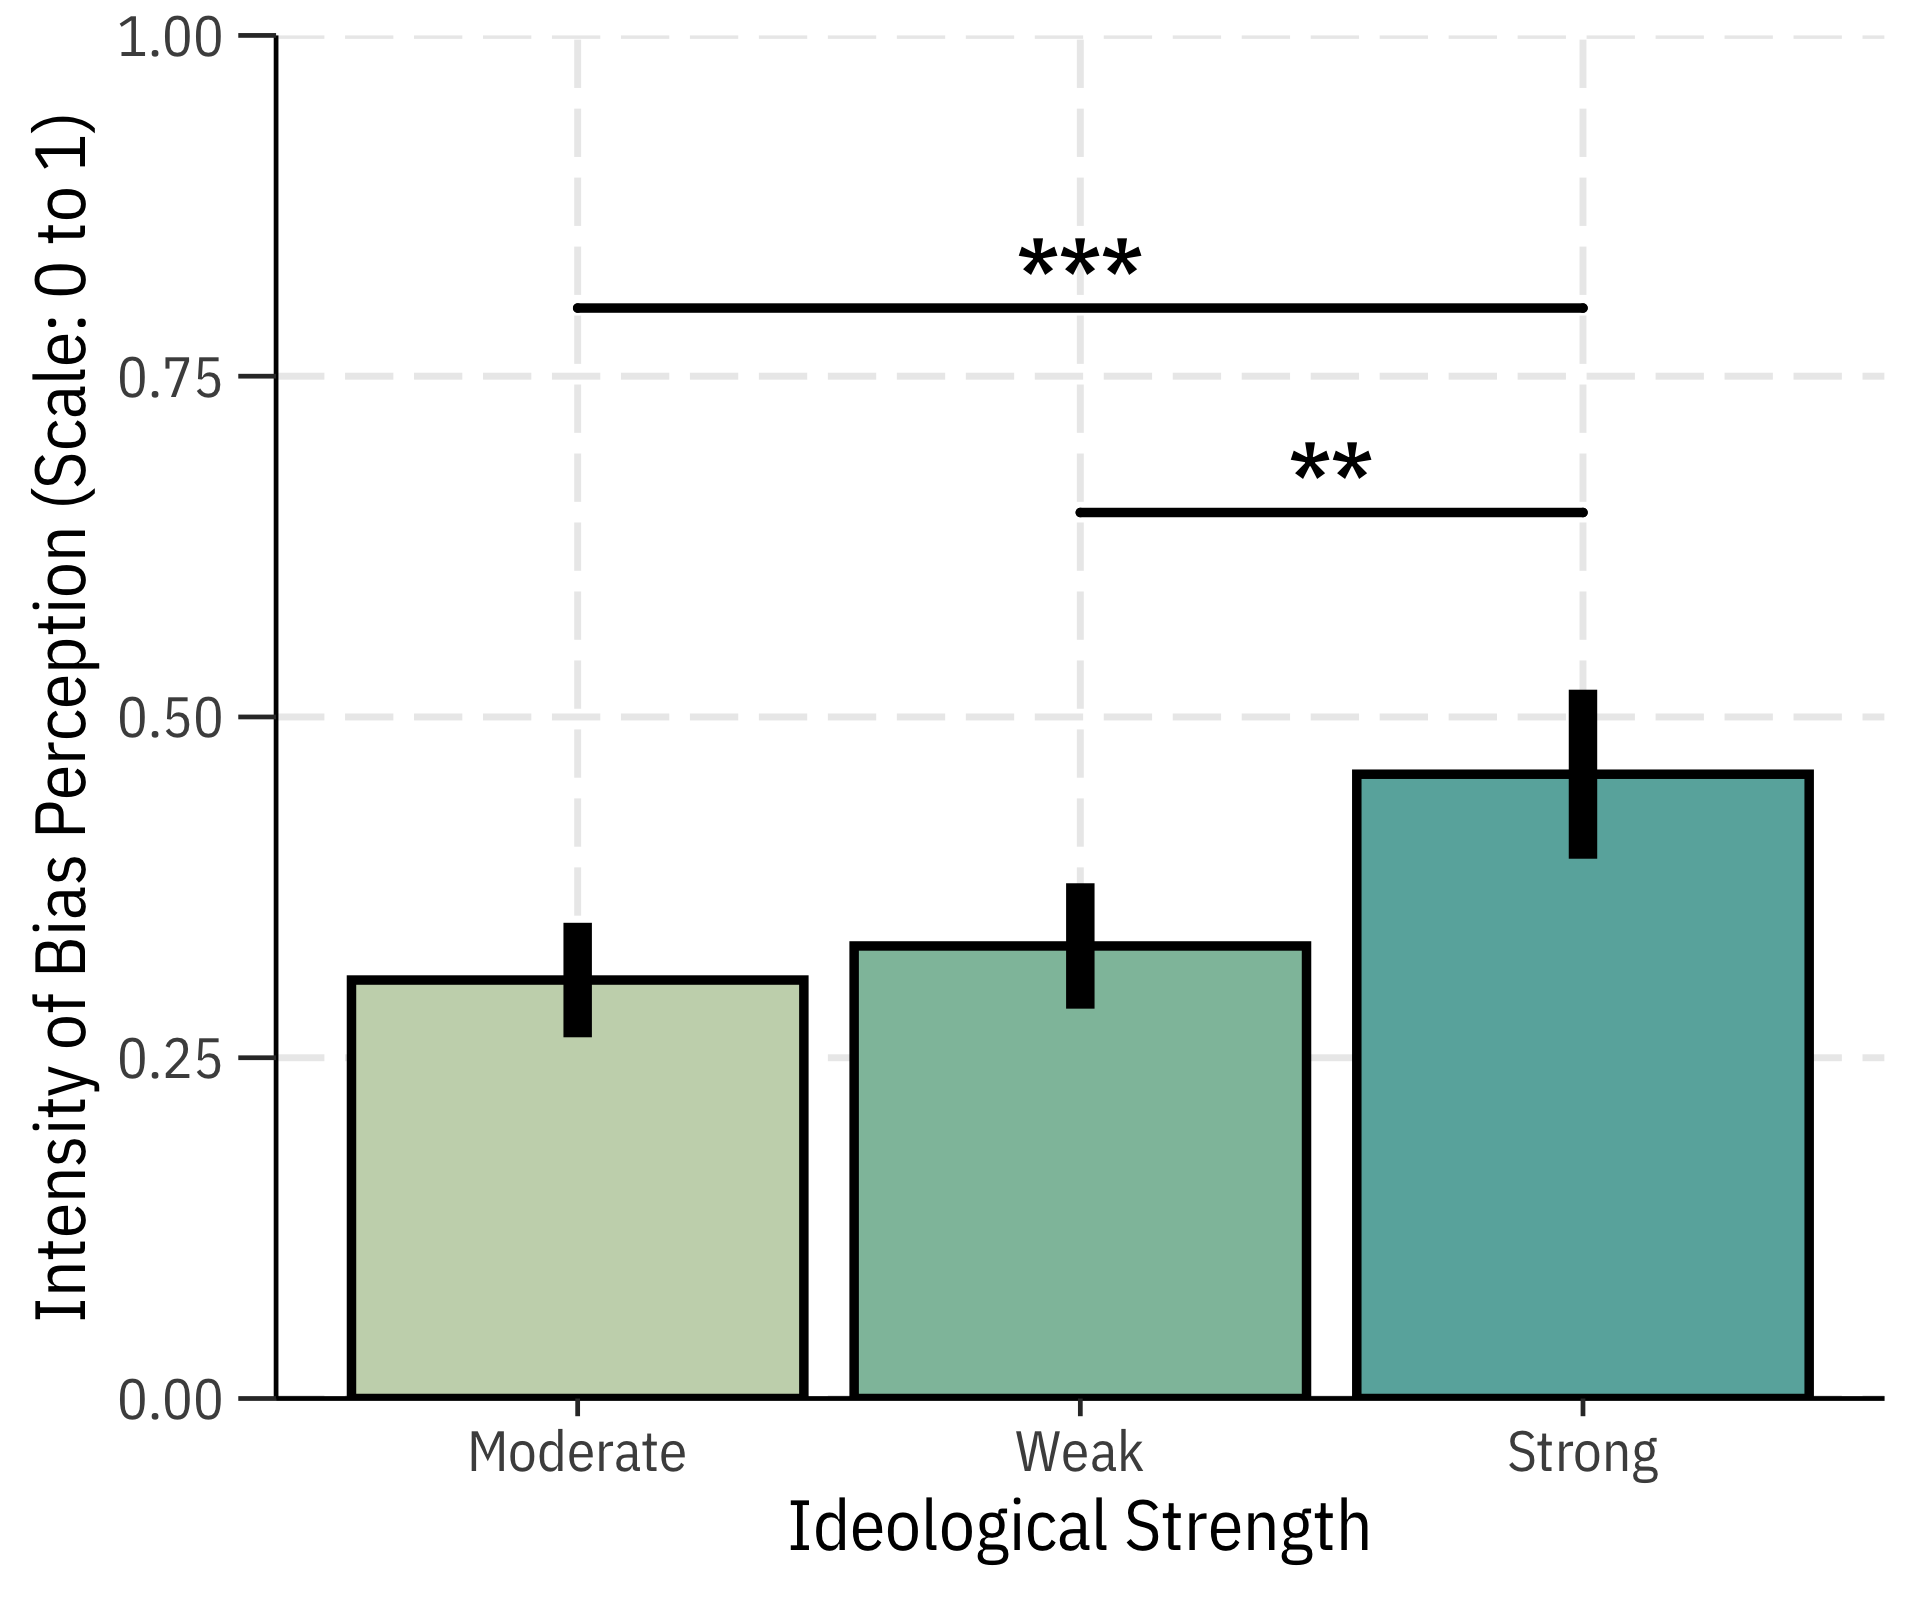 1.00
0.75
0.50
0.25
0.00
Intensity of Bias Perception (Scale: 0 to 1)
***
**
Moderate
Weak
Strong
Ideological Strength